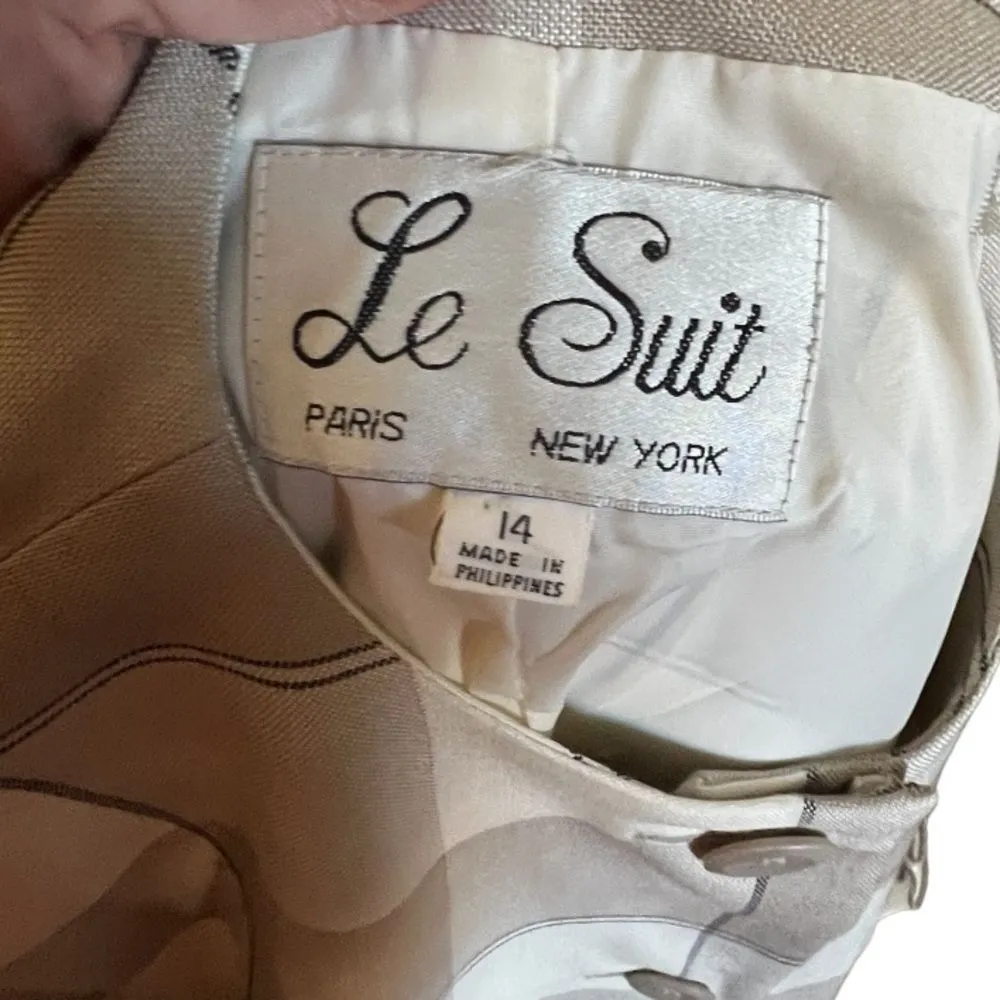 Le Suit
PARIS NEW YORK
14
MADE IN
PHILIPPINES